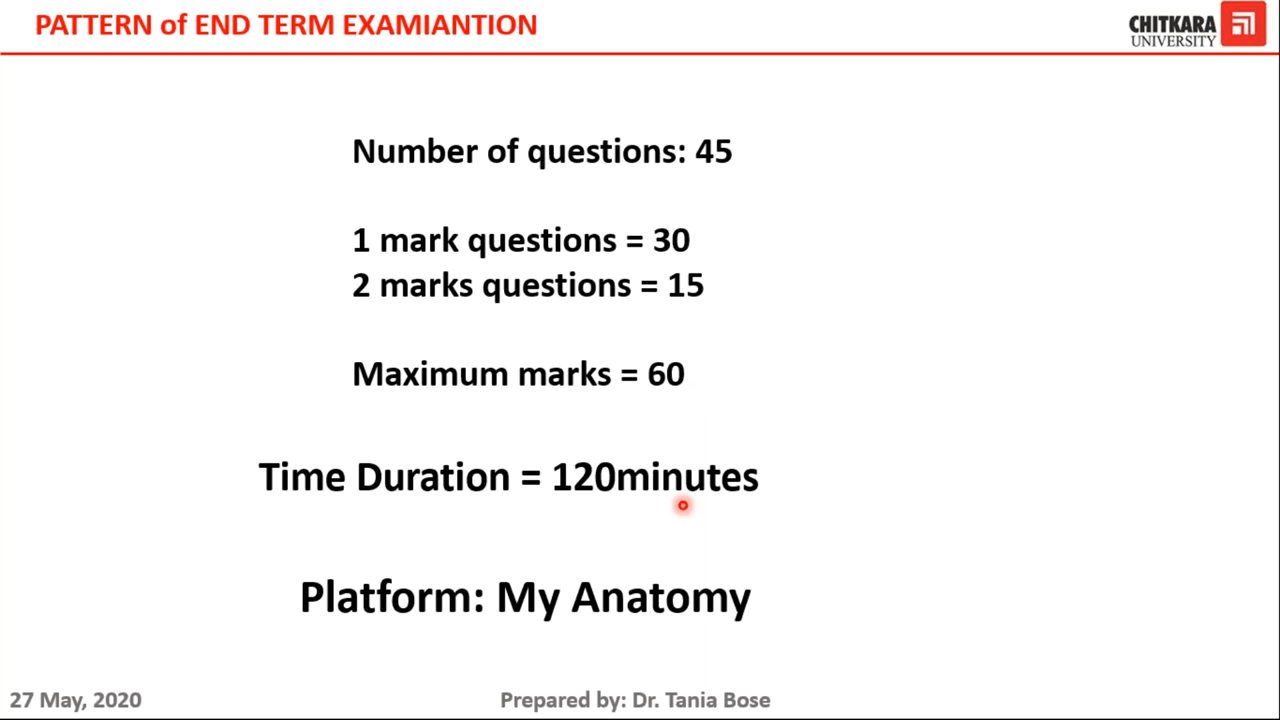 PATTERN of END TERM EXAMIANTION
CHITKARA
UNIVERSITY
Number of questions: 45
1 mark questions = 30
2 marks questions = 15
Maximum marks = 60
Time Duration = 120minutes
Platform: My Anatomy
27 May, 2020
Prepared by: Dr. Tania Bose